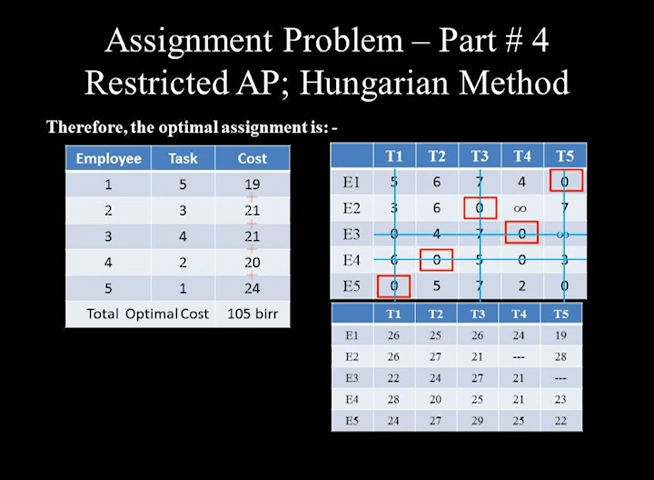 Assignment Problem – Part # 4
Restricted AP; Hungarian Method
Therefore, the optimal assignment is: -
Employee Task Cost
1 5 19
2 3 21
3 4 21
4 2 20
5 1 24
Total Optimal Cost 105 birr
T1 T2 T3 T4 T5
E1 5 6 7 4 0
E2 3 6 0 ∞ 7
E3 0 4 7 0 ∞
E4 6 0 5 0 3
E5 0 5 7 2 0
T1 T2 T3 T4 T5
E1 26 25 26 24 19
E2 26 27 21 --- 28
E3 22 24 27 21 ---
E4 28 20 25 21 23
E5 24 27 29 25 22